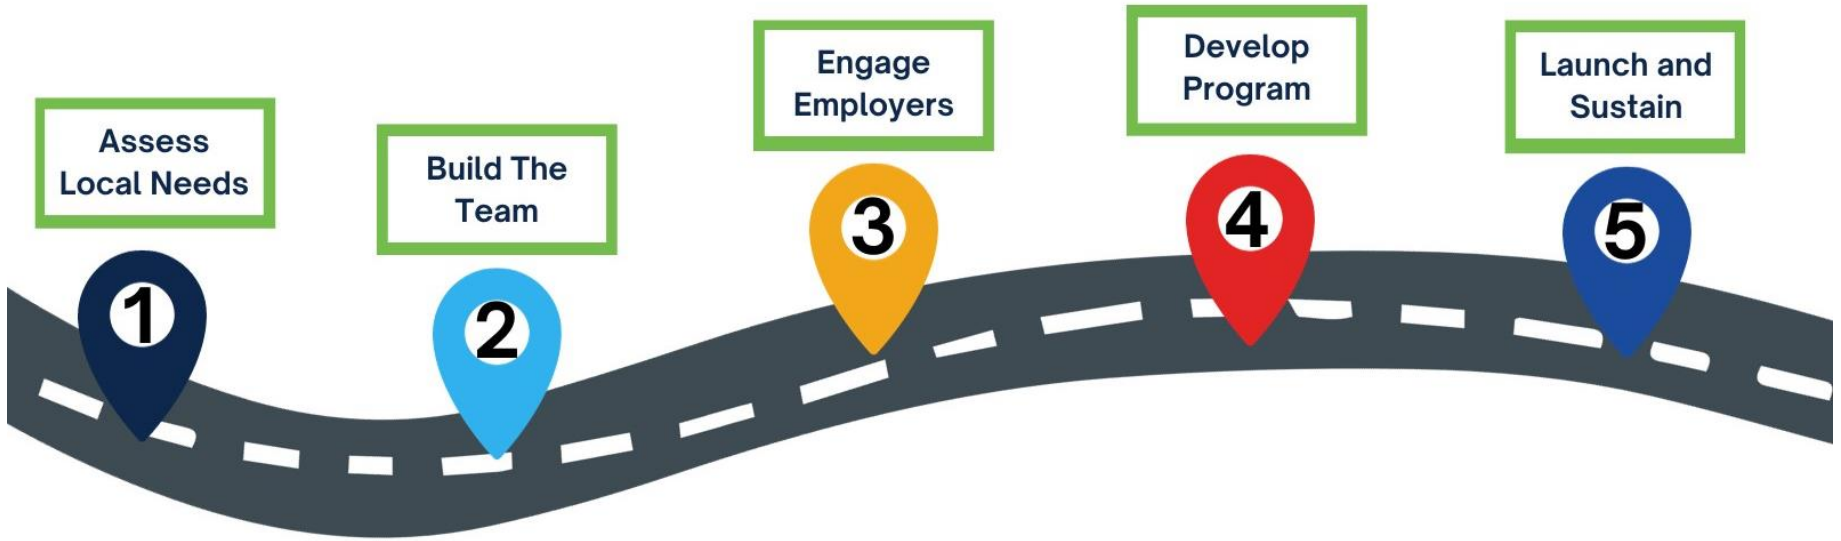 Assess
Local Needs
1
Build The
Team
2
Engage
Employers
3
Develop
Program
4
Launch and
Sustain
5